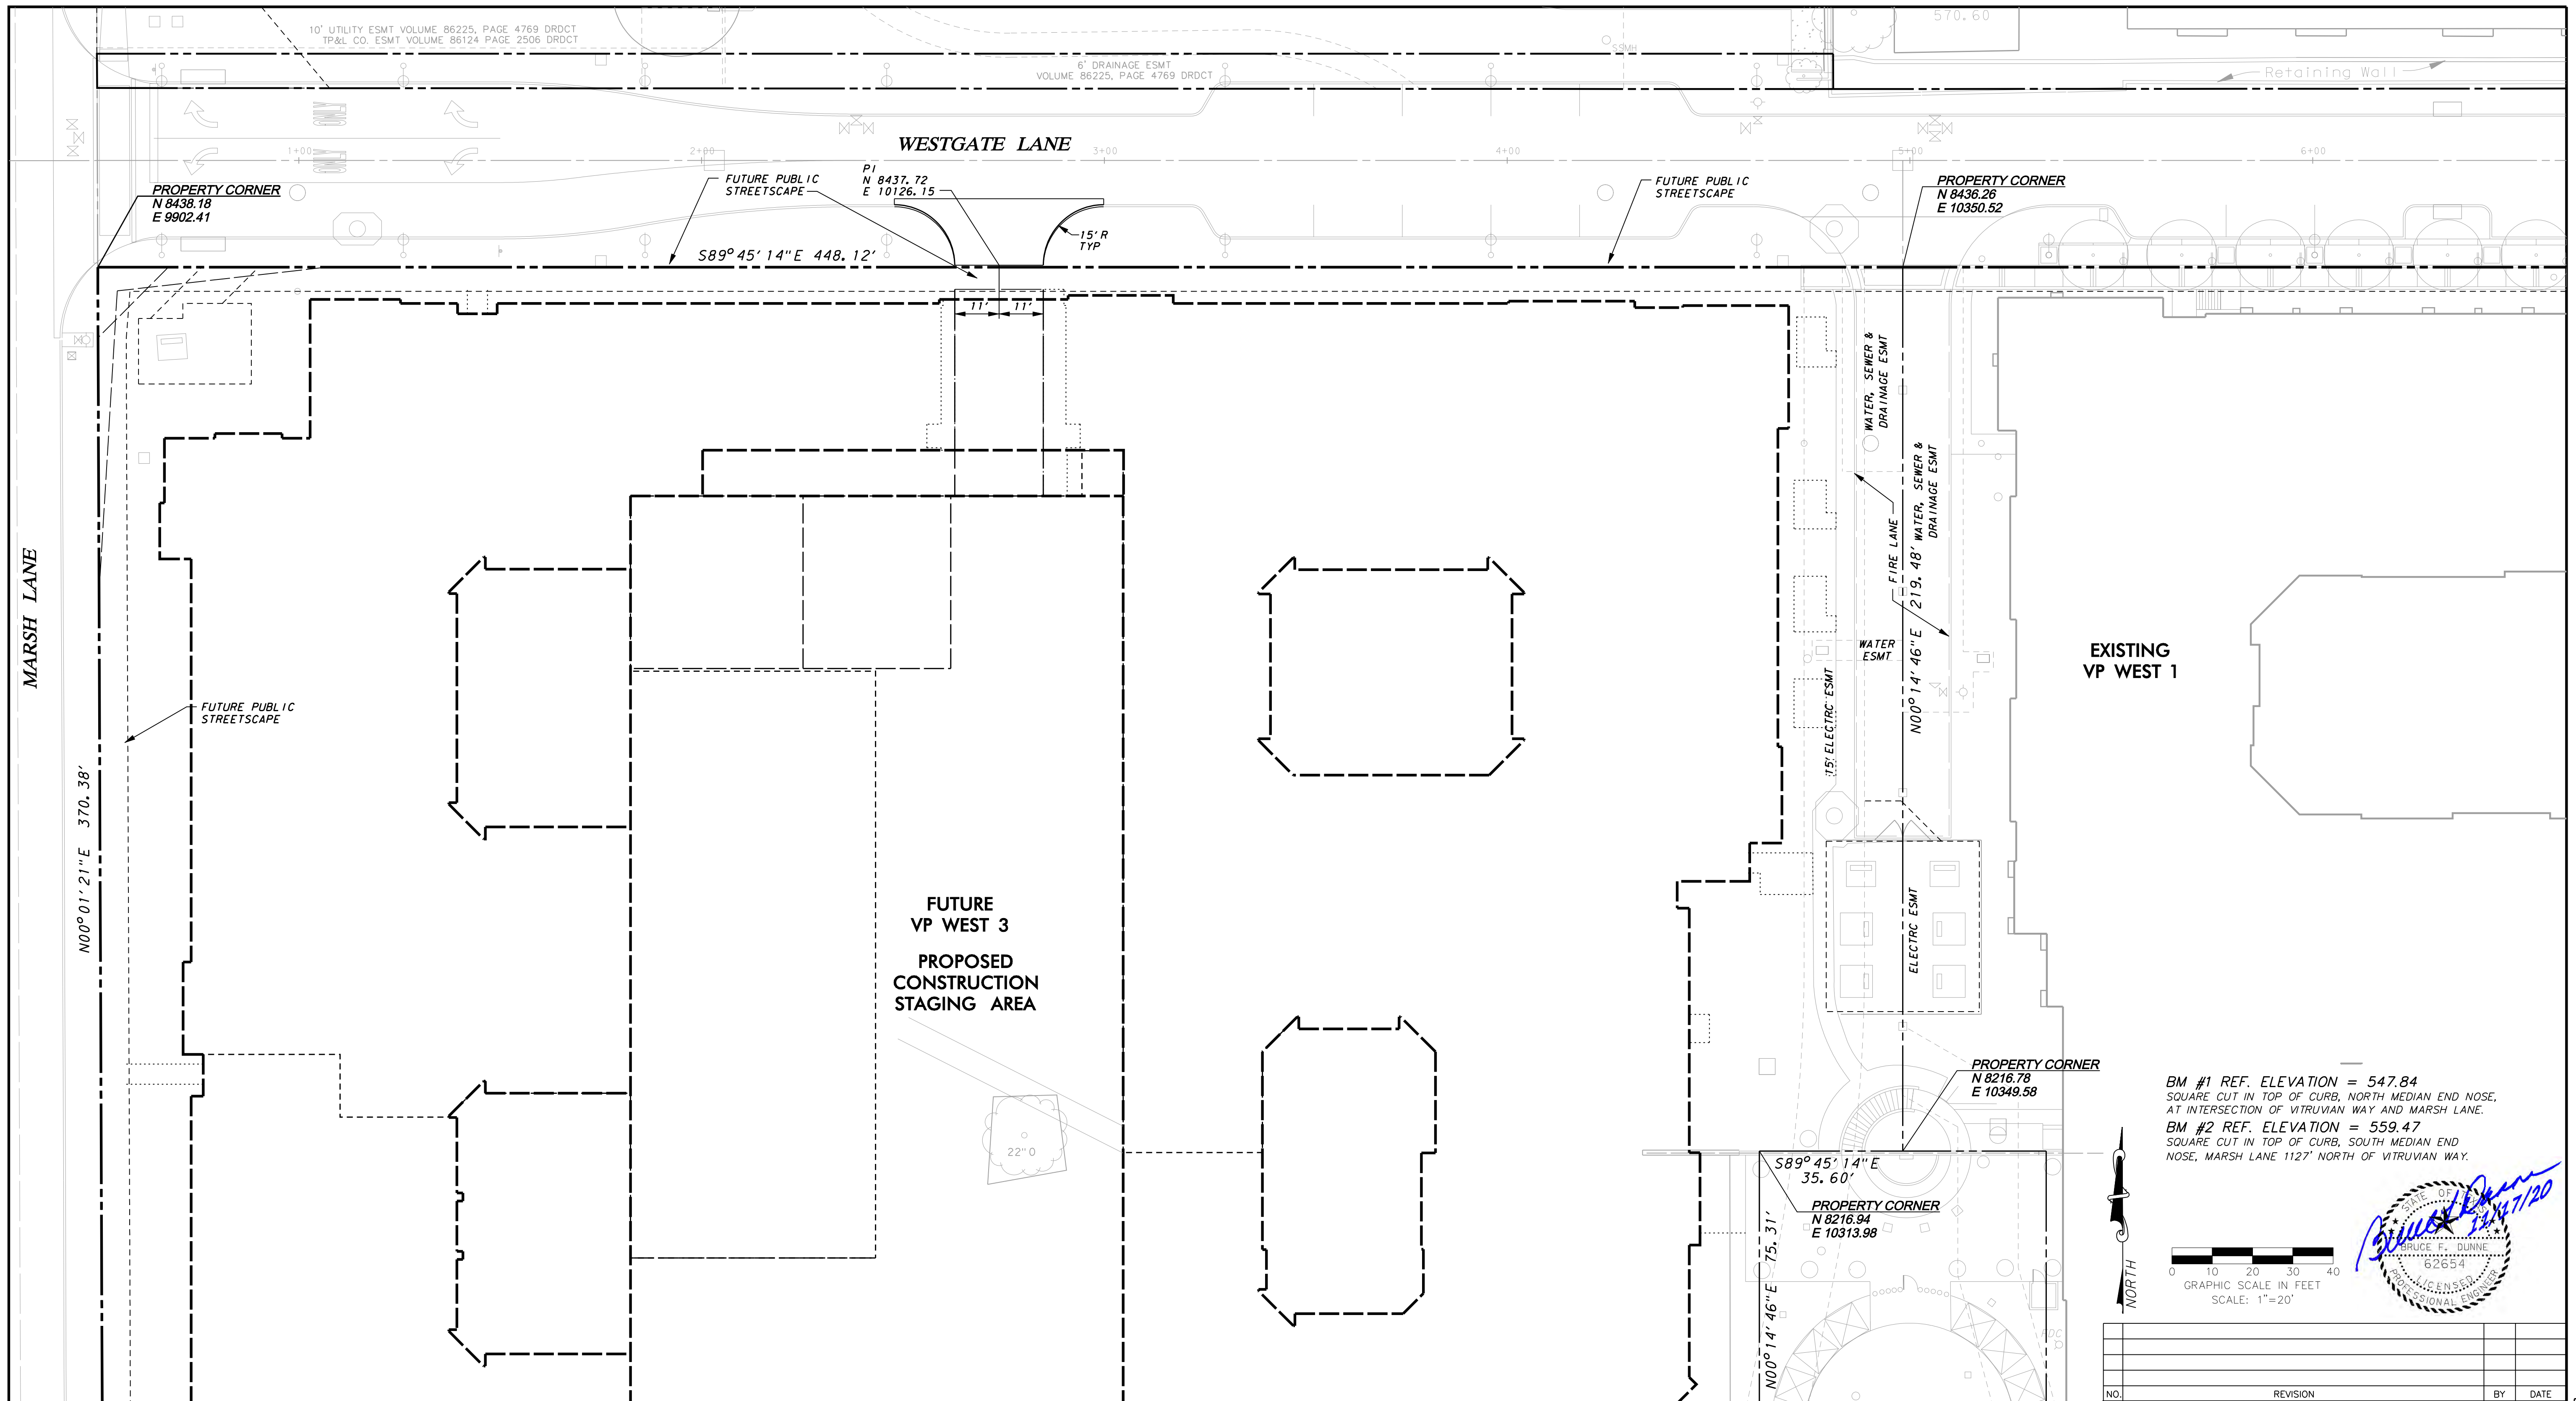 10' UTILITY ESMT VOLUME 86225, PAGE 4769 DRDCT
TP&L CO. ESMT VOLUME 86124 PAGE 2506 DRDCT
6' DRAINAGE ESMT
VOLUME 86225, PAGE 4769 DRDCT
SSMH
570.60
Retaining Wall
WESTGATE LANE
1+00
2+00
3+00
4+00
5+00
6+00
PROPERTY CORNER
N 8438.18
E 9902.41
FUTURE PUBLIC
STREETSCAPE
PI
N 8437.72
E 10126.15
15'R
TYP
FUTURE PUBLIC
STREETSCAPE
PROPERTY CORNER
N 8436.26
E 10350.52
S89°45'14"E 448.12'
11'
11'
WATER, SEWER &
DRAINAGE ESMT
WATER, SEWER &
DRAINAGE ESMT
FIRE LANE
N00°14'46"E 219.48'
WATER
ESMT
15' ELECTRC ESMT
MARSH LANE
EXISTING
VP WEST 1
FUTURE PUBLIC
STREETSCAPE
N00°01'21"E 370.38'
FUTURE
VP WEST 3
PROPOSED
CONSTRUCTION
STAGING AREA
ELECTRC ESMT
22"O
PROPERTY CORNER
N 8216.78
E 10349.58
BM #1 REF. ELEVATION = 547.84
SQUARE CUT IN TOP OF CURB, NORTH MEDIAN END NOSE,
AT INTERSECTION OF VITRUVIAN WAY AND MARSH LANE.
BM #2 REF. ELEVATION = 559.47
SQUARE CUT IN TOP OF CURB, SOUTH MEDIAN END
NOSE, MARSH LANE 1127' NORTH OF VITRUVIAN WAY.
S89°45'14"E
35.60'
PROPERTY CORNER
N 8216.94
E 10313.98
N00°14'46"E 75.31'
NORTH
0 10 20 30 40
GRAPHIC SCALE IN FEET
SCALE: 1"=20'
STATE OF TEXAS
BRUCE F. DUNNE
62654
LICENSED
PROFESSIONAL ENGINEER
Bruce F Dunne
11/17/20
FDC
NO. REVISION BY DATE